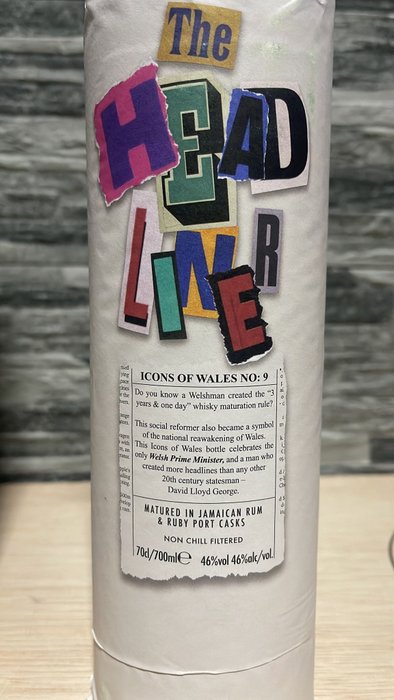 The
HEAD
LINER
ICONS OF WALES NO: 9
Do you know a Welshman created the "3
years & one day" whisky maturation rule?
This social reformer also became a symbol
of the national reawakening of Wales.
This Icons of Wales bottle celebrates the
only Welsh Prime Minister, and a man who
created more headlines than any other
20th century statesman –
David Lloyd George.
MATURED IN JAMAICAN RUM
& RUBY PORT CASKS
NON CHILL FILTERED
70cl/700ml℮ 46%vol 46%alc/vol.